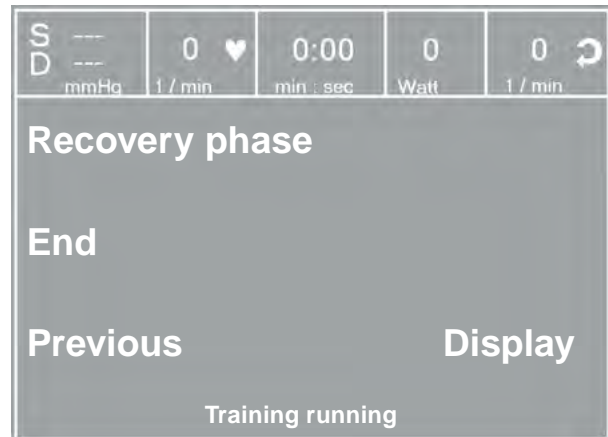 S --- 0 ♥ 0:00 0 0
D ---
mmHg 1 / min min : sec Watt 1 / min
Recovery phase
End
Previous Display
Training running